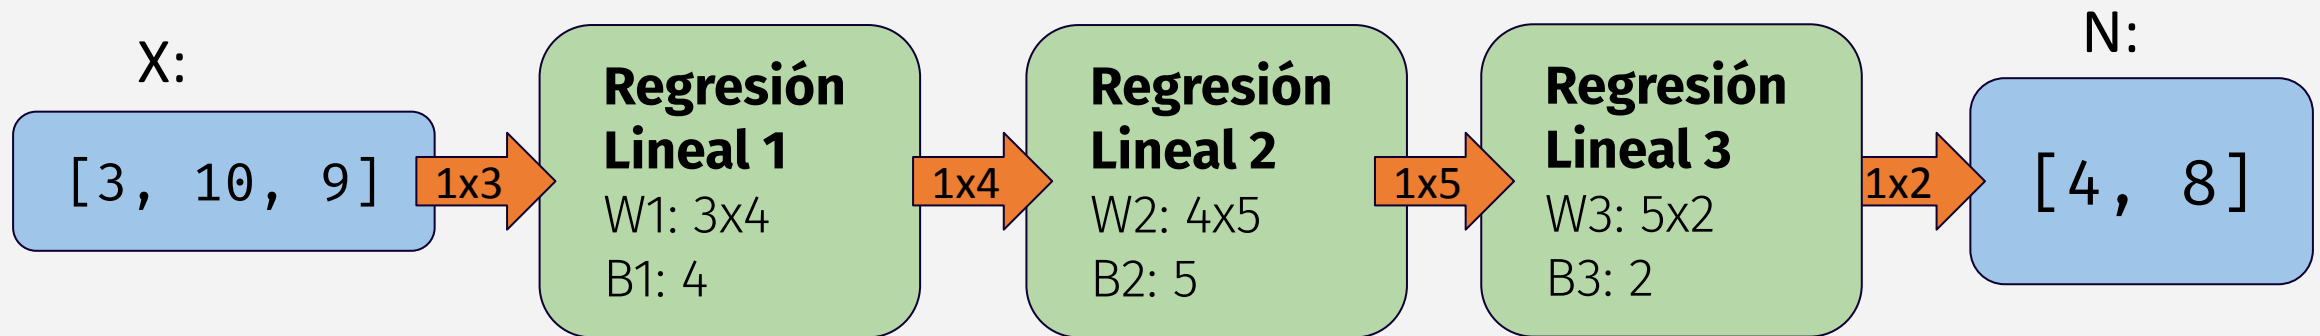 X:
[3, 10, 9]
1x3
Regresión
Lineal 1
W1: 3x4
B1: 4
1x4
Regresión
Lineal 2
W2: 4x5
B2: 5
1x5
Regresión
Lineal 3
W3: 5x2
B3: 2
1x2
N:
[4, 8]